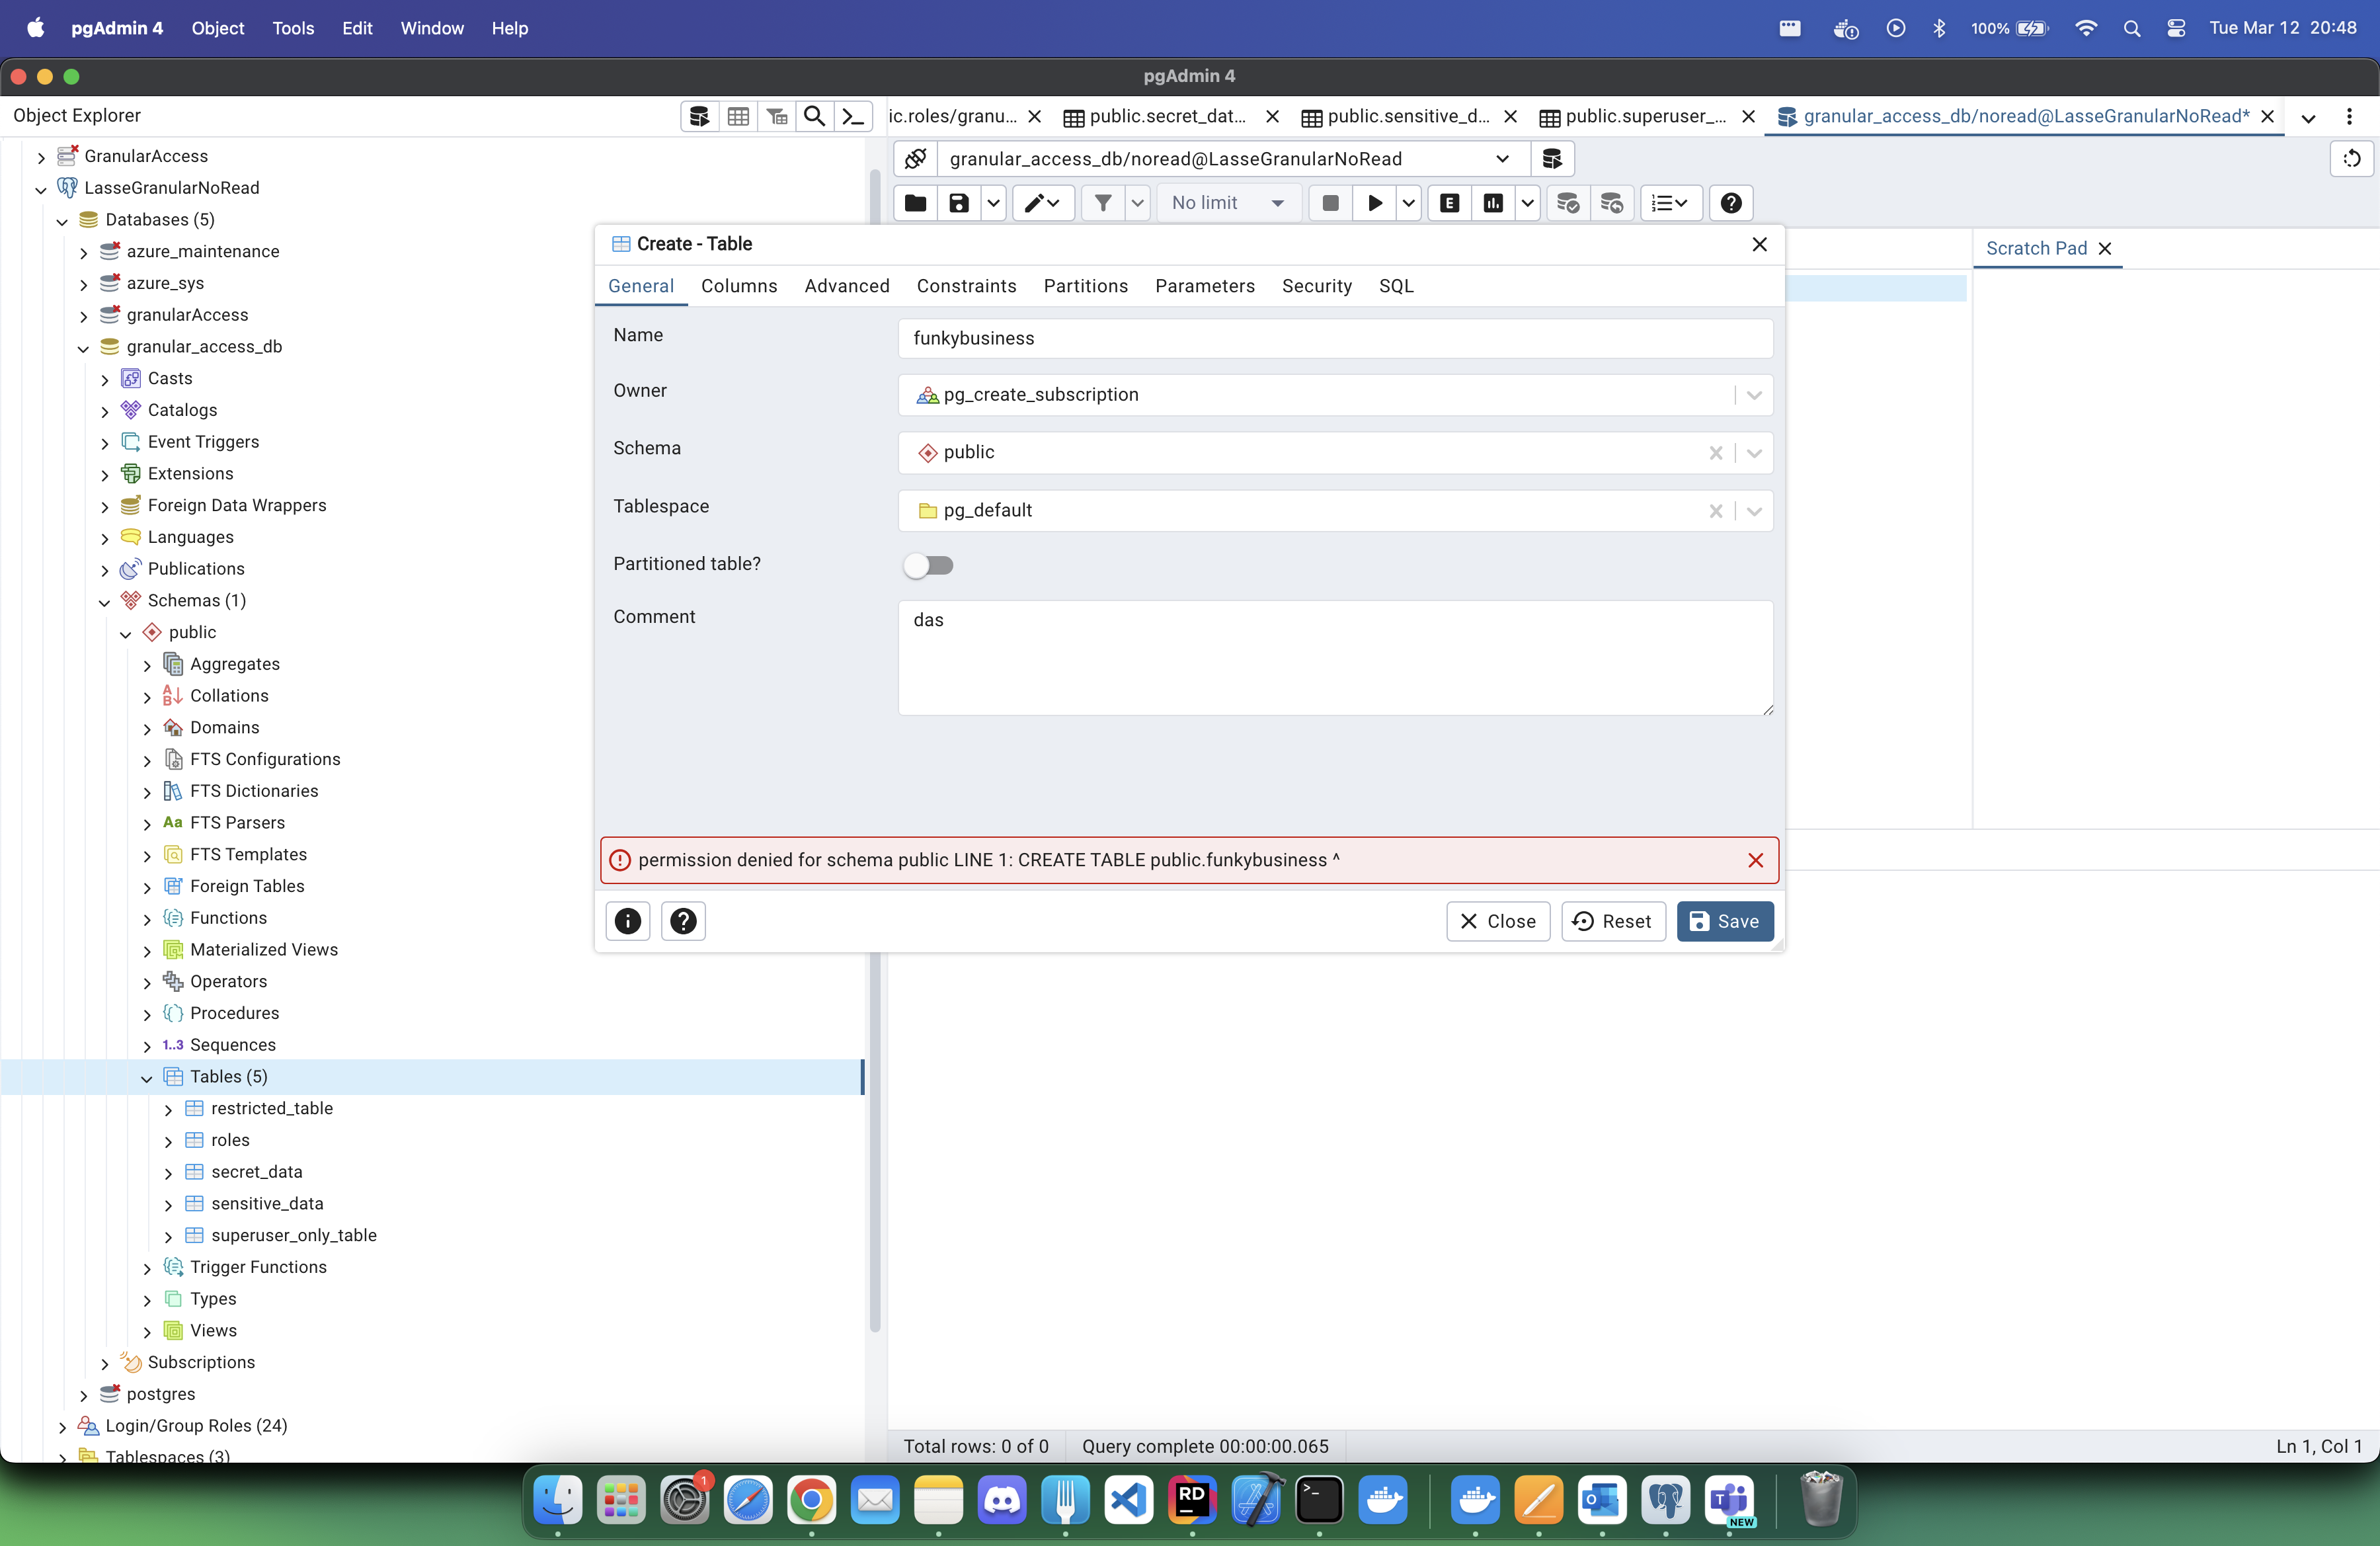 pgAdmin 4 Object Tools Edit Window Help 100% Tue Mar 12 20:48
pgAdmin 4
Object Explorer
ic.roles/granu... public.secret_dat... public.sensitive_d... public.superuser_... granular_access_db/noread@LasseGranularNoRead*
granular_access_db/noread@LasseGranularNoRead
No limit
E
Scratch Pad
GranularAccess
LasseGranularNoRead
Databases (5)
azure_maintenance
azure_sys
granularAccess
granular_access_db
Casts
Catalogs
Event Triggers
Extensions
Foreign Data Wrappers
Languages
Publications
Schemas (1)
public
Aggregates
Collations
Domains
FTS Configurations
FTS Dictionaries
Aa FTS Parsers
FTS Templates
Foreign Tables
Functions
Materialized Views
Operators
Procedures
1..3 Sequences
Tables (5)
restricted_table
roles
secret_data
sensitive_data
superuser_only_table
Trigger Functions
Types
Views
Subscriptions
postgres
Login/Group Roles (24)
Tablespaces (3)
Create - Table
General Columns Advanced Constraints Partitions Parameters Security SQL
Name funkybusiness
Owner pg_create_subscription
Schema public
Tablespace pg_default
Partitioned table?
Comment das
permission denied for schema public LINE 1: CREATE TABLE public.funkybusiness ^
Close Reset Save
Total rows: 0 of 0 Query complete 00:00:00.065 Ln 1, Col 1
1
RD
NEW